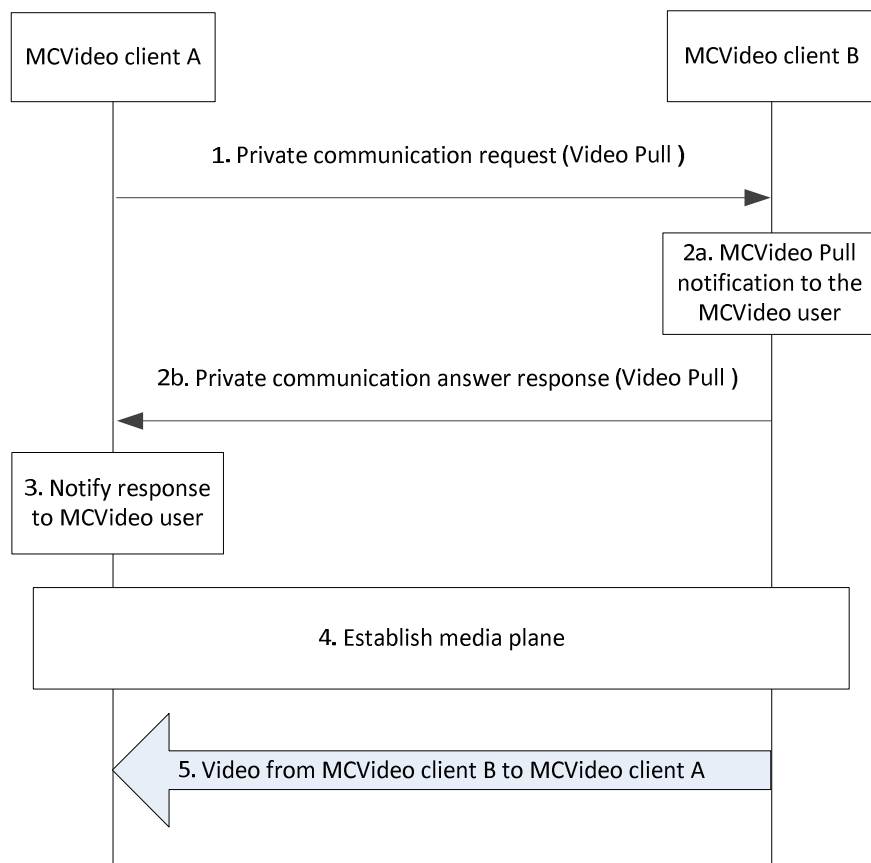 MCVideo client A
MCVideo client B
1. Private communication request (Video Pull )
2a. MCVideo Pull
notification to the
MCVideo user
2b. Private communication answer response (Video Pull )
3. Notify response
to MCVideo user
4. Establish media plane
5. Video from MCVideo client B to MCVideo client A